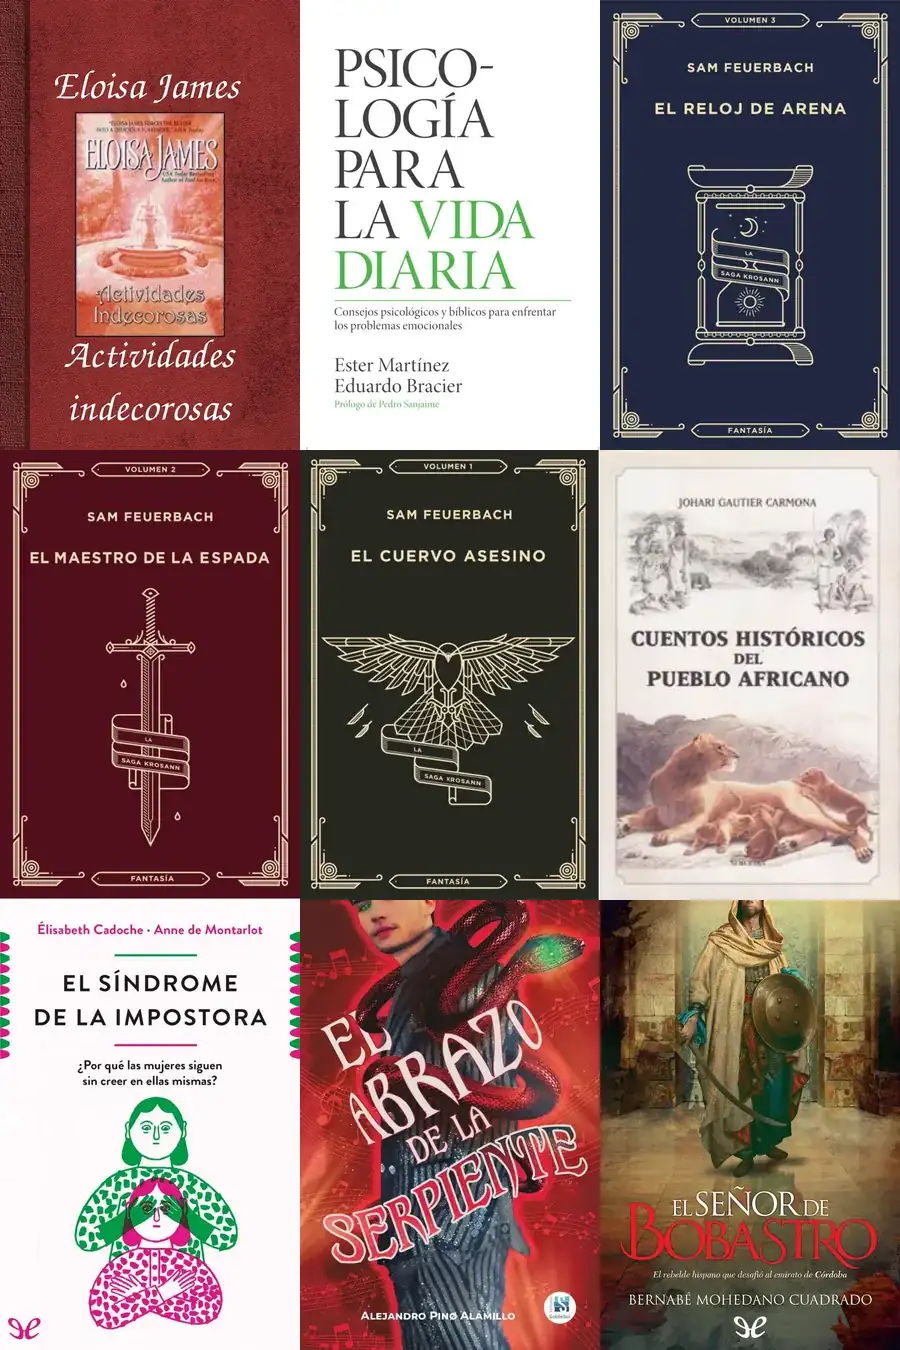 Eloisa James
ELOISA JAMES
Actividades
Indecorosas
Actividades
indecorosas
PSICO-
LOGÍA
PARA
LA VIDA
DIARIA
Consejos psicológicos y bíblicos para enfrentar
los problemas emocionales
Ester Martínez
Eduardo Bracier
Prólogo de Pedro Sanjaime
VOLUMEN 3
SAM FEUERBACH
EL RELOJ DE ARENA
LA
SAGA KROSANN
FANTASÍA
VOLUMEN 2
SAM FEUERBACH
EL MAESTRO DE LA ESPADA
LA
SAGA KROSANN
FANTASÍA
VOLUMEN 1
SAM FEUERBACH
EL CUERVO ASESINO
LA
SAGA KROSANN
FANTASÍA
JOHARI GAUTIER CARMONA
CUENTOS HISTÓRICOS
DEL
PUEBLO AFRICANO
Élisabeth Cadoche · Anne de Montarlot
EL SÍNDROME
DE LA IMPOSTORA
¿Por qué las mujeres siguen
sin creer en ellas mismas?
EL
ABRAZO
DE LA
SERPIENTE
ALEJANDRO PINØ ALAMILLO
EL SEÑOR DE
BOBASTRO
El rebelde hispano que desafió al emirato de Córdoba
BERNABÉ MOHEDANO CUADRADO